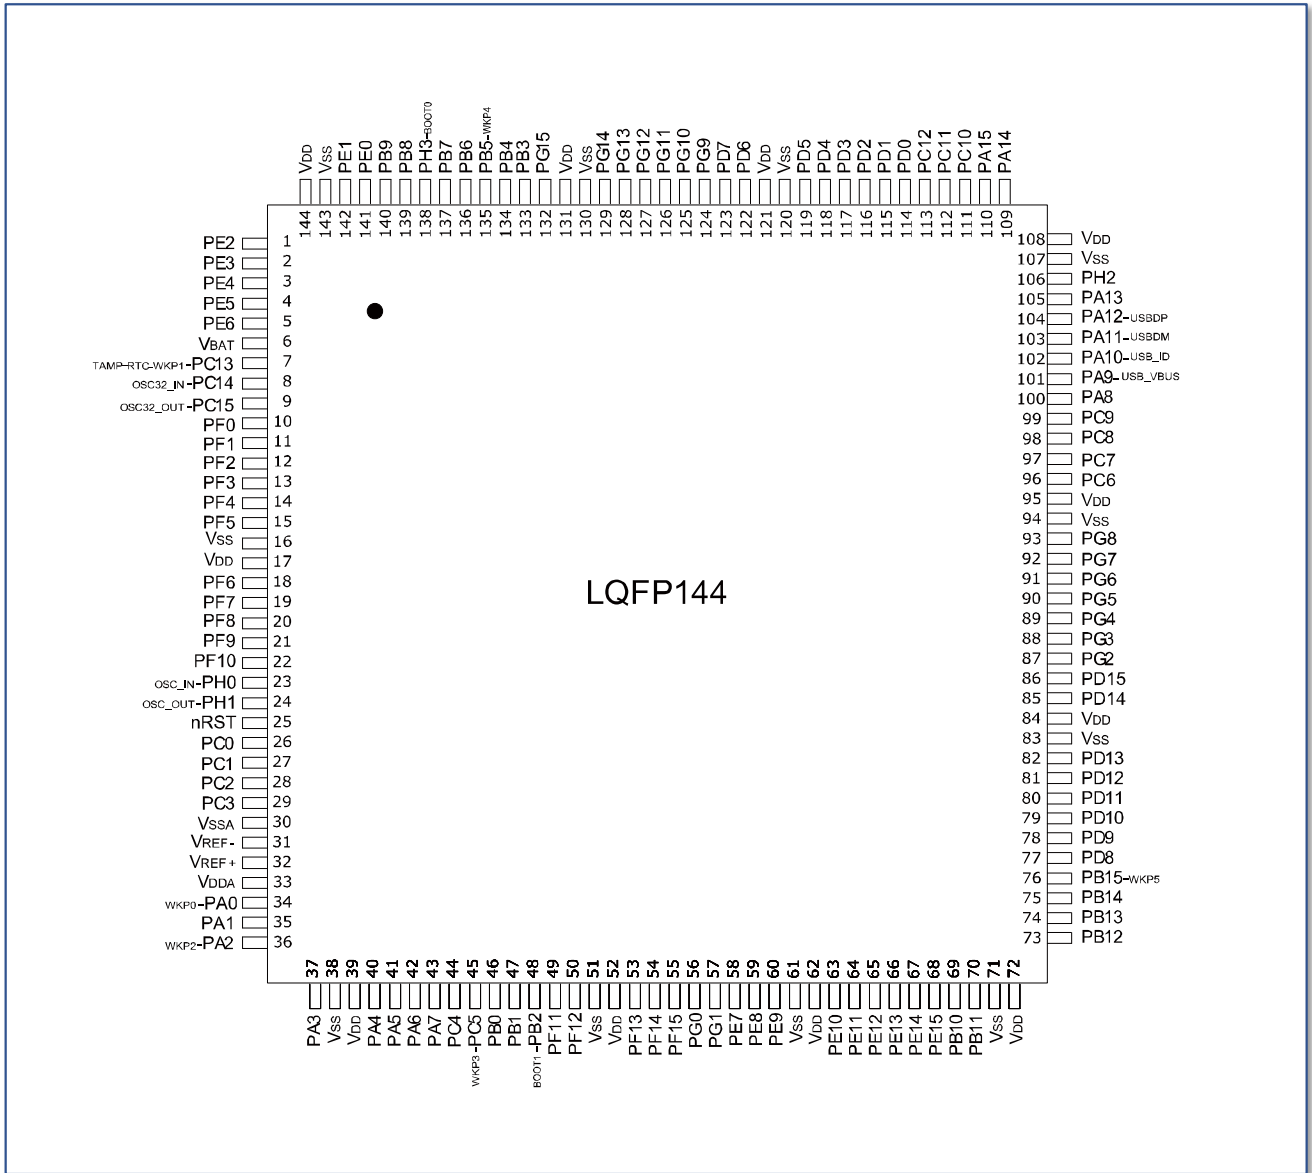 VDD
VSS
PE1
PE0
PB9
PB8
PH3-BOOT0
PB7
PB6
PB5-WKP4
PB4
PB3
PG15
VDD
VSS
PG14
PG13
PG12
PG11
PG10
PG9
PD7
PD6
VDD
VSS
PD5
PD4
PD3
PD2
PD1
PD0
PC12
PC11
PC10
PA15
PA14
144
143
142
141
140
139
138
137
136
135
134
133
132
131
130
129
128
127
126
125
124
123
122
121
120
119
118
117
116
115
114
113
112
111
110
109
PE2 1
PE3 2
PE4 3
PE5 4
PE6 5
VBAT 6
TAMP-RTC-WKP1-PC13 7
OSC32_IN-PC14 8
OSC32_OUT-PC15 9
PF0 10
PF1 11
PF2 12
PF3 13
PF4 14
PF5 15
VSS 16
VDD 17
PF6 18
PF7 19
PF8 20
PF9 21
PF10 22
OSC_IN-PH0 23
OSC_OUT-PH1 24
nRST 25
PC0 26
PC1 27
PC2 28
PC3 29
VSSA 30
VREF- 31
VREF+ 32
VDDA 33
WKP0-PA0 34
PA1 35
WKP2-PA2 36
LQFP144
108 VDD
107 VSS
106 PH2
105 PA13
104 PA12-USBDP
103 PA11-USBDM
102 PA10-USB_ID
101 PA9-USB_VBUS
100 PA8
99 PC9
98 PC8
97 PC7
96 PC6
95 VDD
94 VSS
93 PG8
92 PG7
91 PG6
90 PG5
89 PG4
88 PG3
87 PG2
86 PD15
85 PD14
84 VDD
83 VSS
82 PD13
81 PD12
80 PD11
79 PD10
78 PD9
77 PD8
76 PB15-WKP5
75 PB14
74 PB13
73 PB12
37
38
39
40
41
42
43
44
45
46
47
48
49
50
51
52
53
54
55
56
57
58
59
60
61
62
63
64
65
66
67
68
69
70
71
72
PA3
VSS
VDD
PA4
PA5
PA6
PA7
PC4
WKP3-PC5
PB0
PB1
BOOT1-PB2
PF11
PF12
VSS
VDD
PF13
PF14
PF15
PG0
PG1
PE7
PE8
PE9
VSS
VDD
PE10
PE11
PE12
PE13
PE14
PE15
PB10
PB11
VSS
VDD